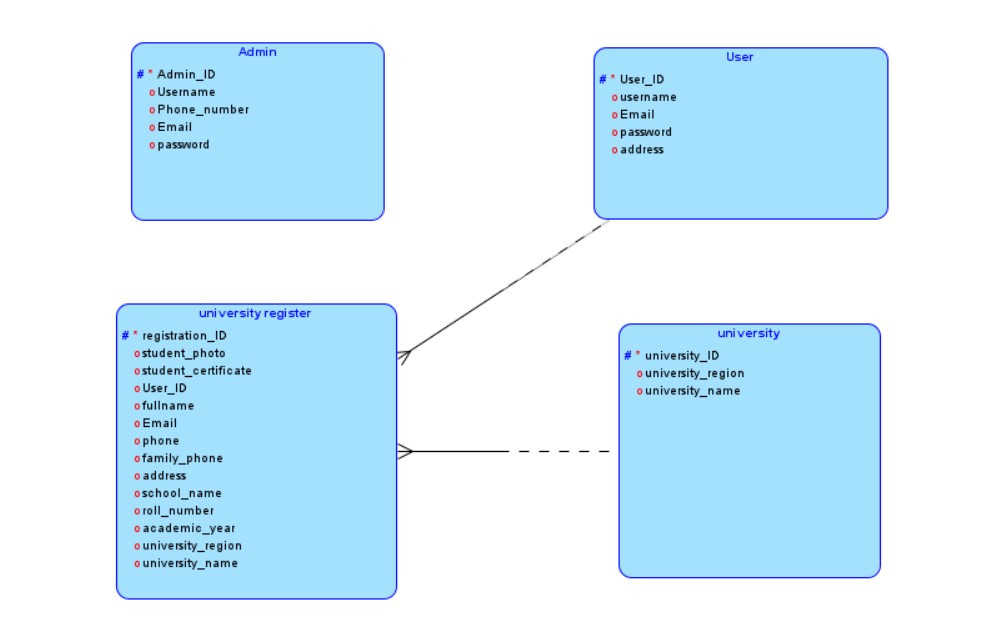 Admin
# * Admin_ID
o Username
o Phone_number
o Email
o password
User
# * User_ID
o username
o Email
o password
o address
university register
# * registration_ID
o student_photo
o student_certificate
o User_ID
o fullname
o Email
o phone
o family_phone
o address
o school_name
o roll_number
o academic_year
o university_region
o university_name
university
# * university_ID
o university_region
o university_name